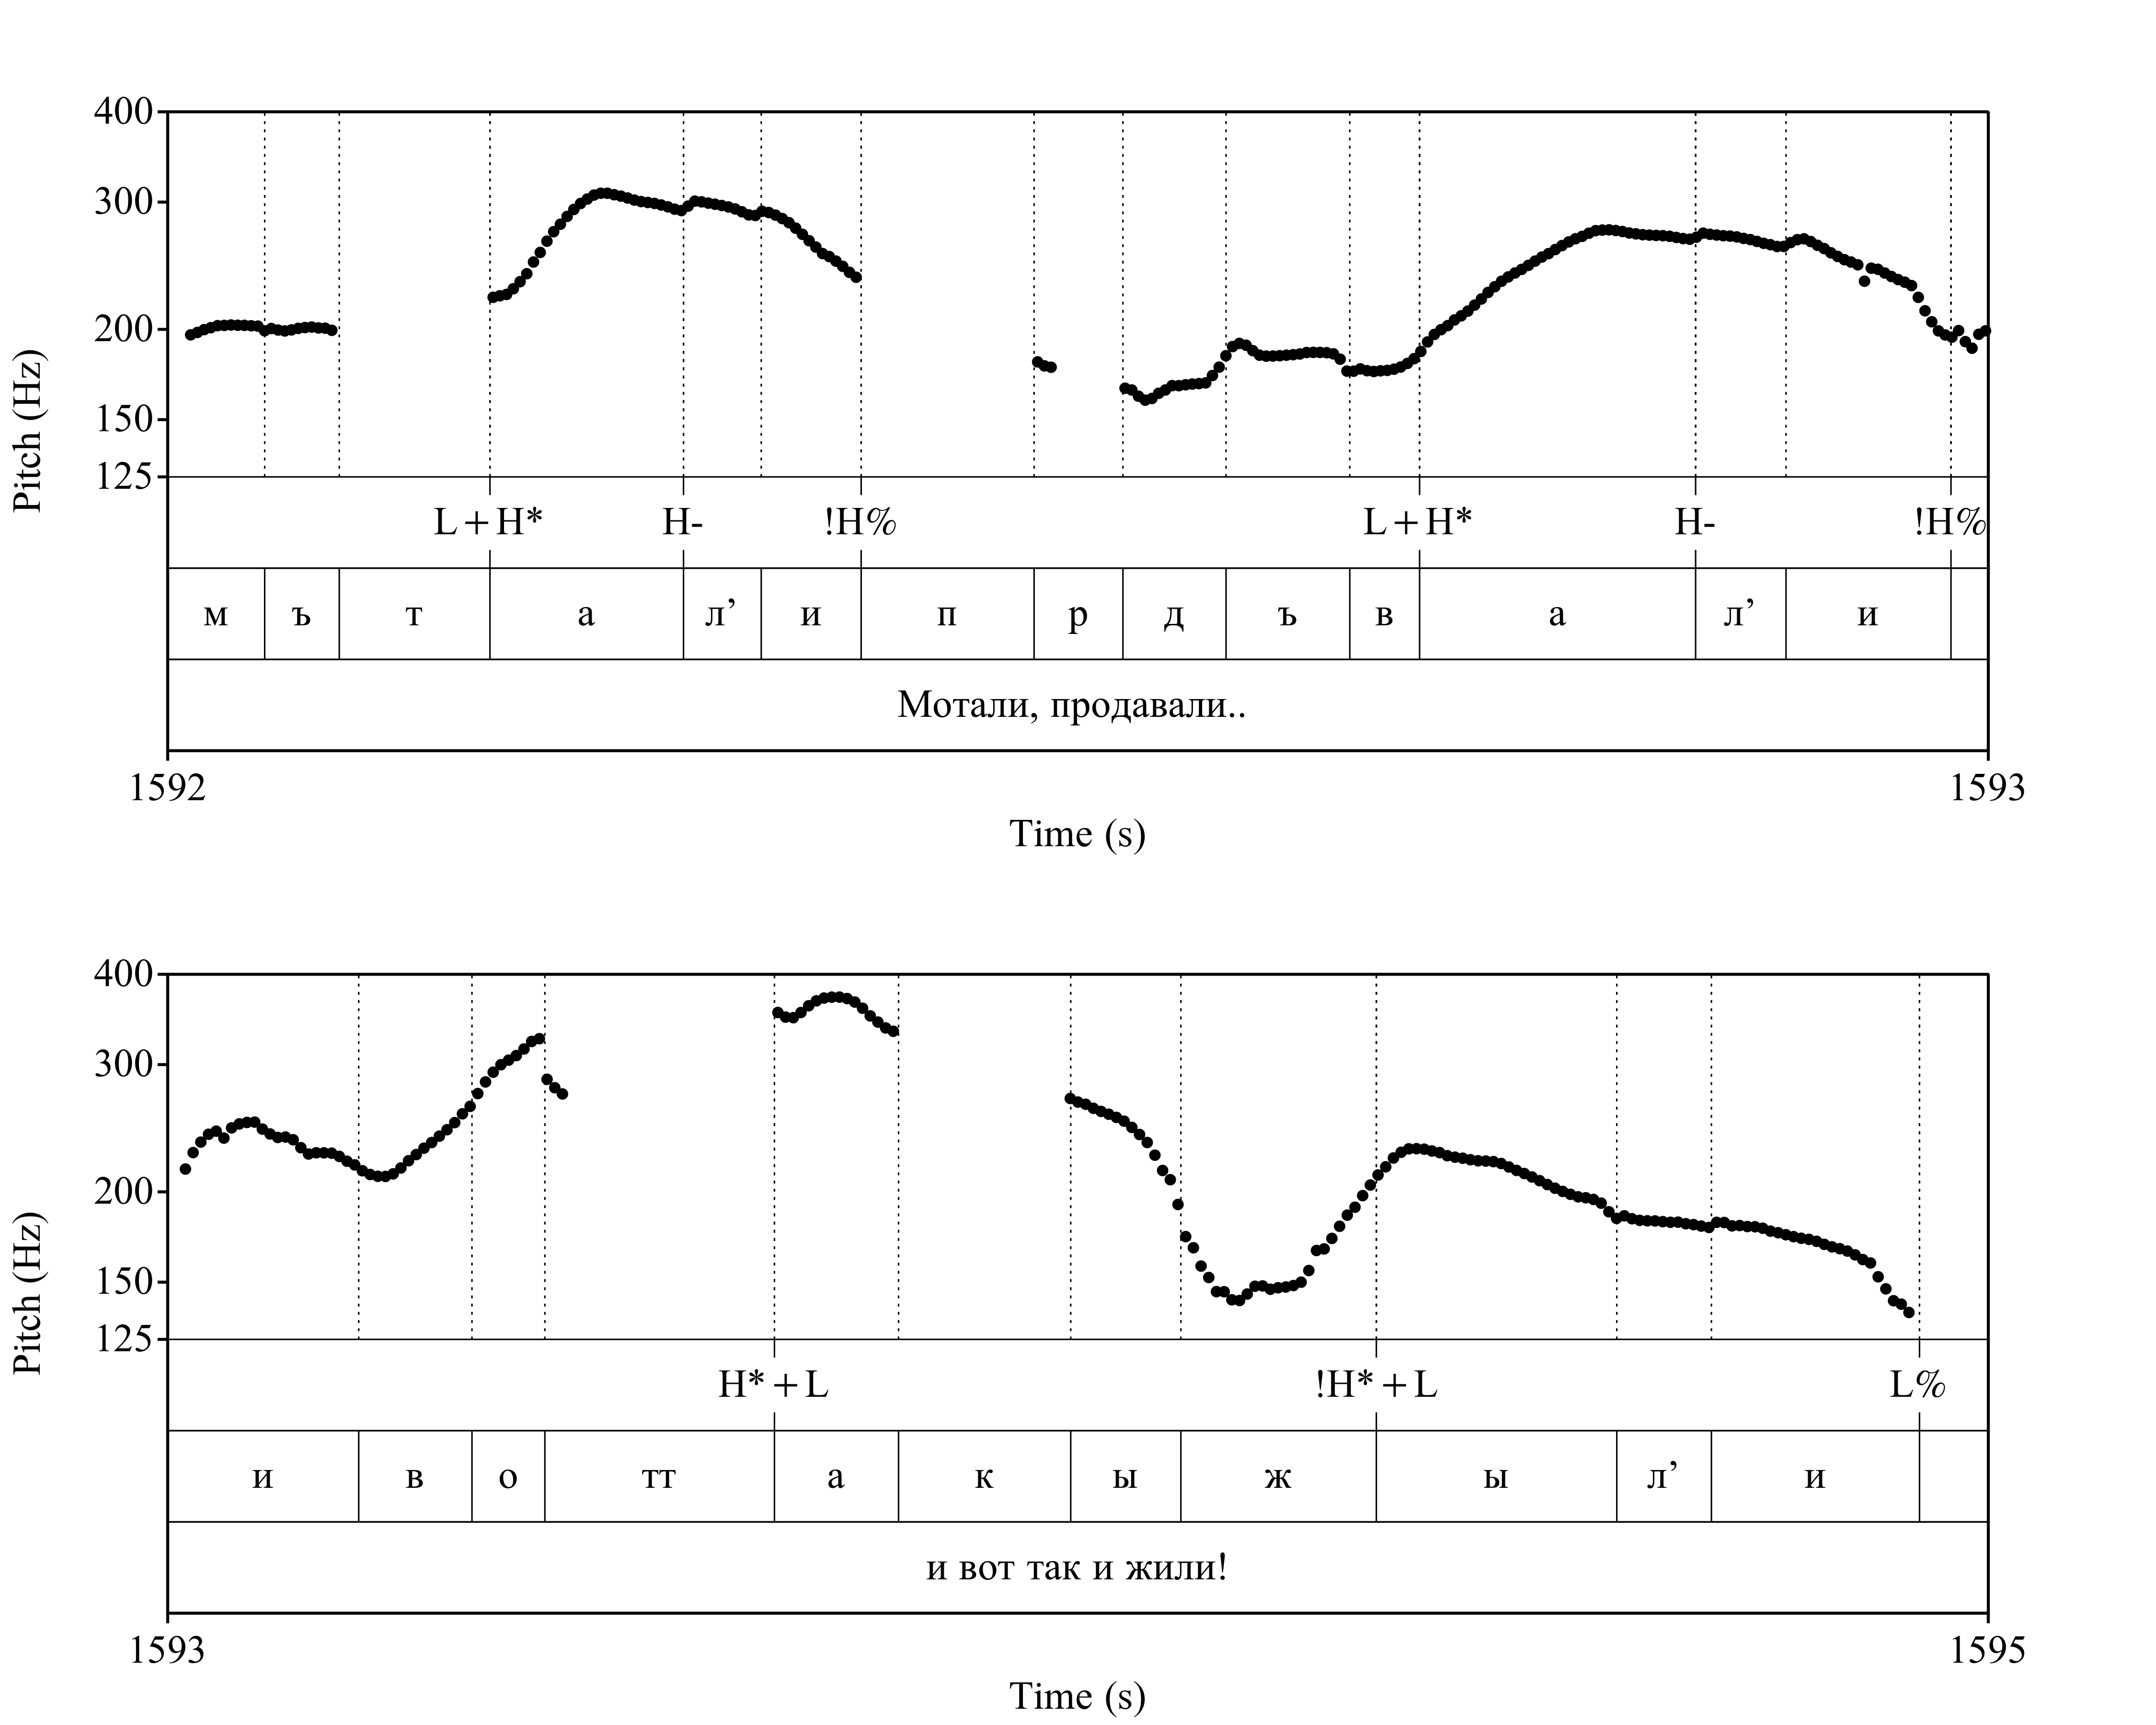 400
300
200
150
125
Pitch (Hz)
L+H* H- !H% L+H* H- !H%
м ъ т а л’ и п р д ъ в а л’ и
Мотали, продавали..
1592 1593
Time (s)
400
300
200
150
125
Pitch (Hz)
H*+L !H*+L L%
и в о тт а к ы ж ы л’ и
и вот так и жили!
1593 1595
Time (s)